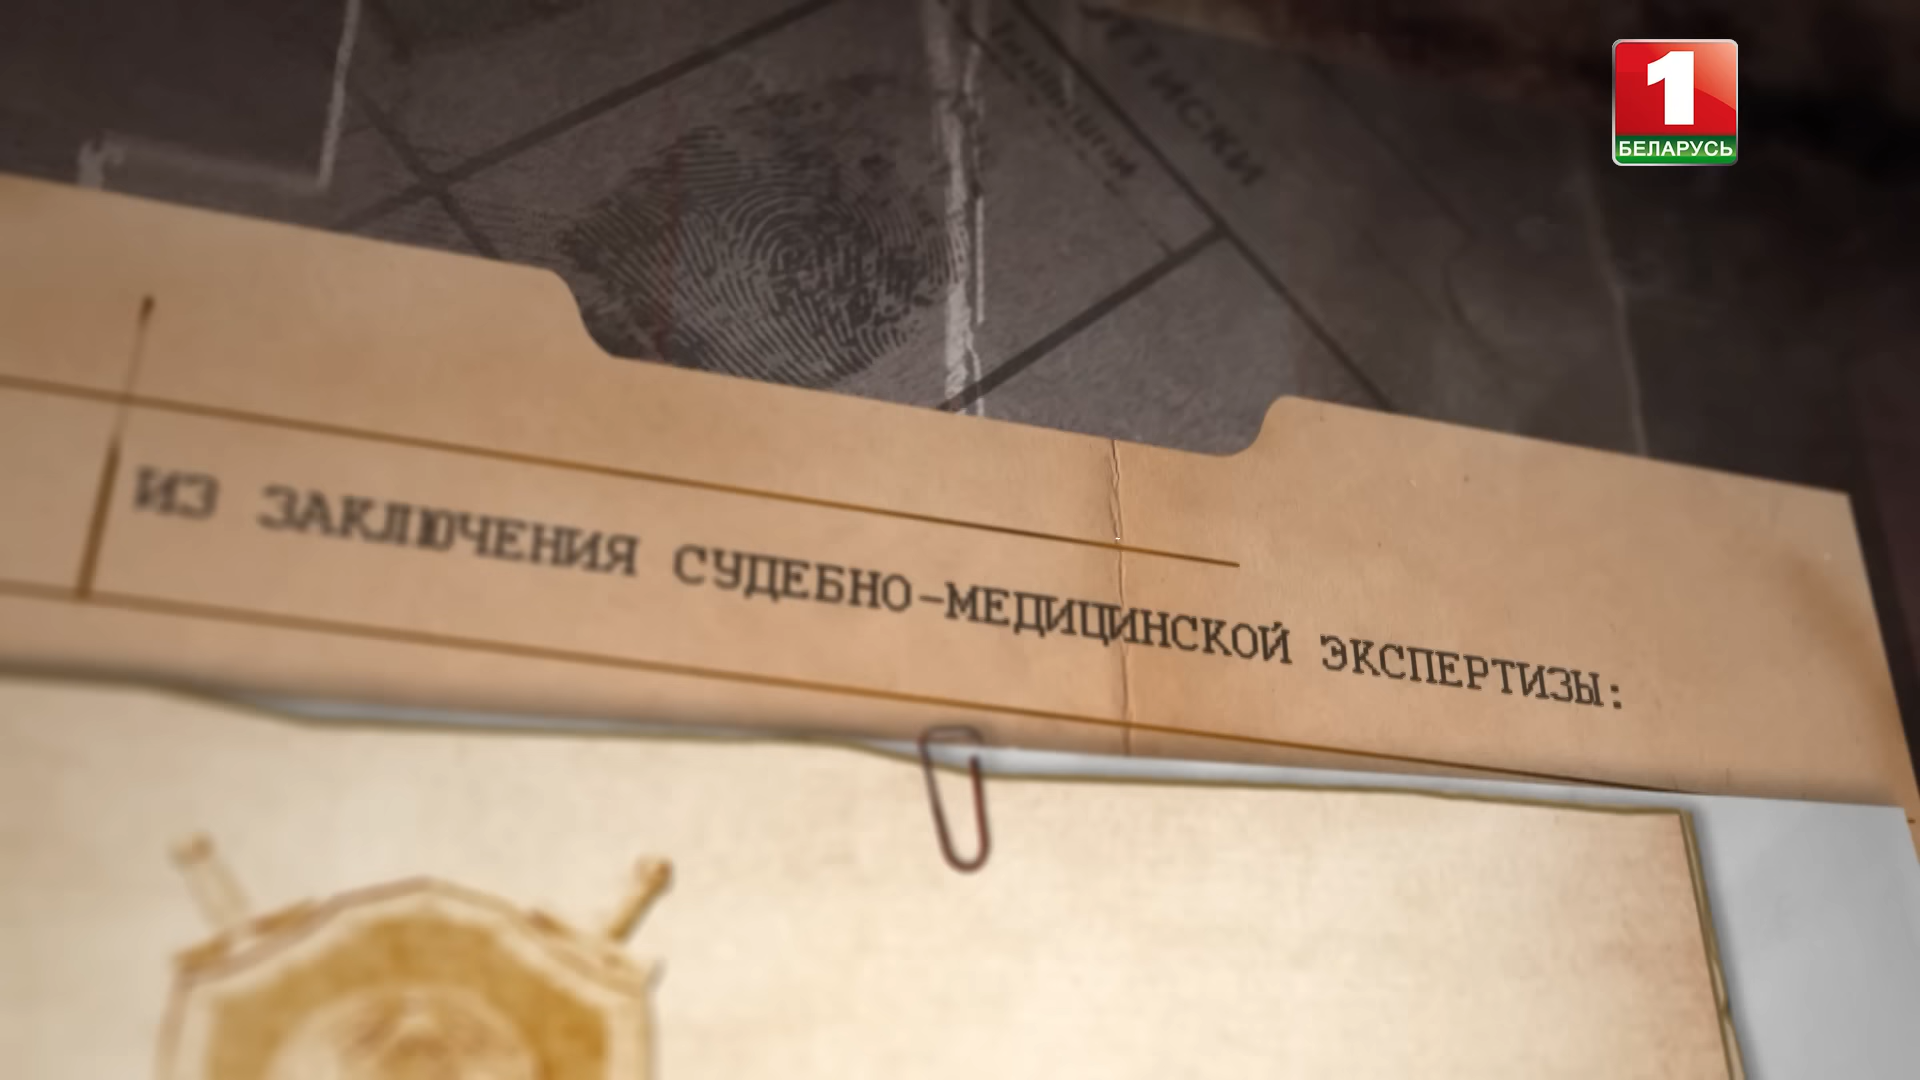 1
БЕЛАРУСЬ
ИЗ ЗАКЛЮЧЕНИЯ СУДЕБНО-МЕДИЦИНСКОЙ ЭКСПЕРТИЗЫ: